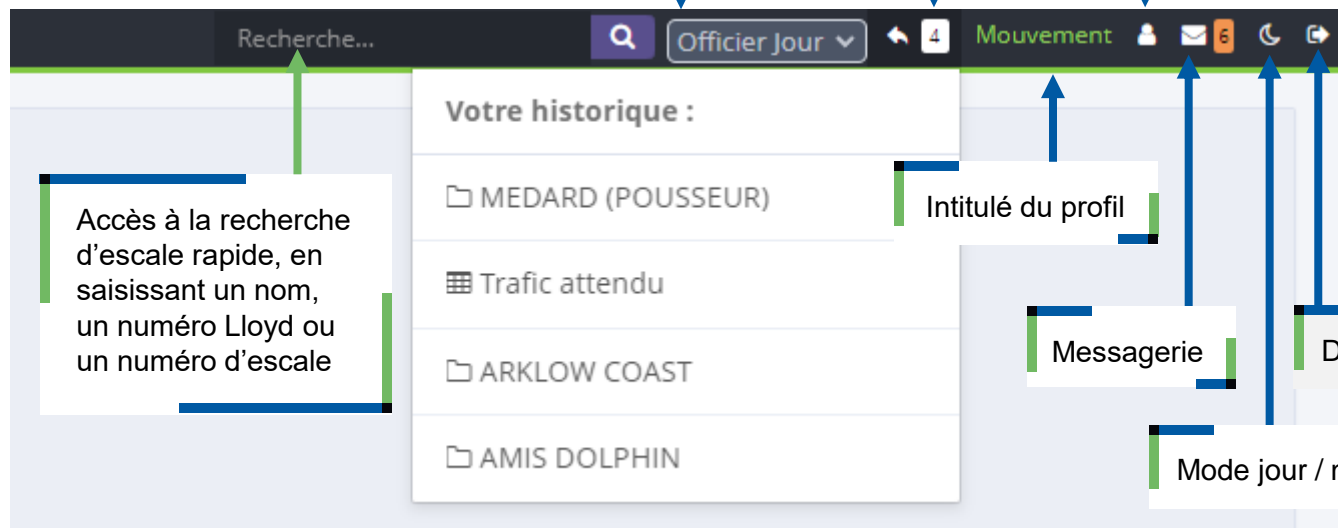 Recherche...
Officier Jour
4
Mouvement
6
Votre historique :
MEDARD (POUSSEUR)
Trafic attendu
ARKLOW COAST
AMIS DOLPHIN
Accès à la recherche
d’escale rapide, en
saisissant un nom,
un numéro Lloyd ou
un numéro d’escale
Intitulé du profil
Messagerie
D
Mode jour /